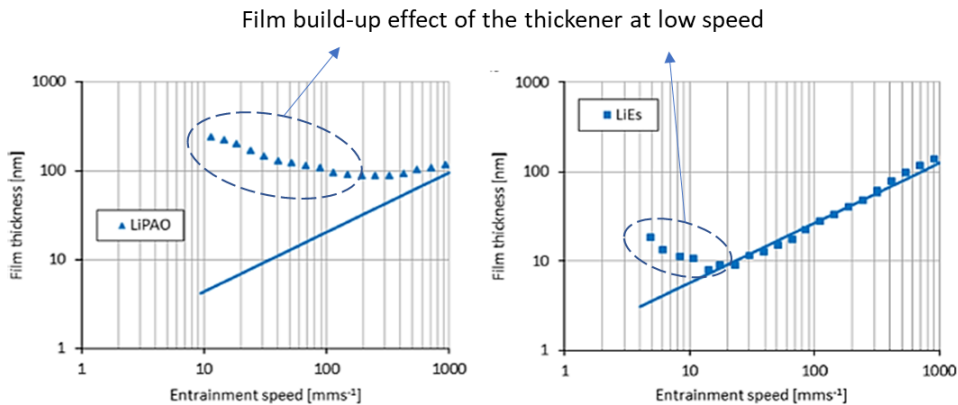 Film build-up effect of the thickener at low speed
1000
100
10
1
Film thickness [nm]
LiPAO
1
10
100
1000
Entrainment speed [mms⁻¹]
1000
100
10
1
Film thickness [nm]
LiEs
1
10
100
1000
Entrainment speed [mms⁻¹]